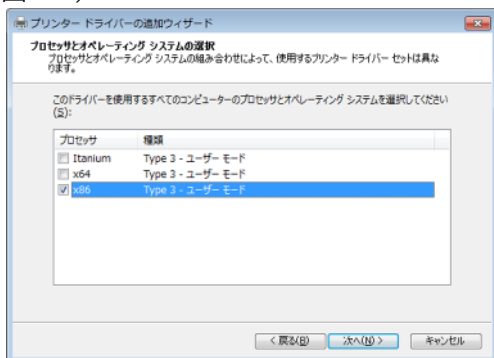 プリンター ドライバーの追加ウィザード
プロセッサとオペレーティング システムの選択
プロセッサとオペレーティング システムの組み合わせによって、使用するプリンター ドライバー セットは異な
ります。
このドライバーを使用するすべてのコンピューターのプロセッサとオペレーティング システムを選択してください
(S):
プロセッサ 種類
Itanium Type 3 - ユーザー モード
x64 Type 3 - ユーザー モード
x86 Type 3 - ユーザー モード
< 戻る(B) 次へ(N) > キャンセル